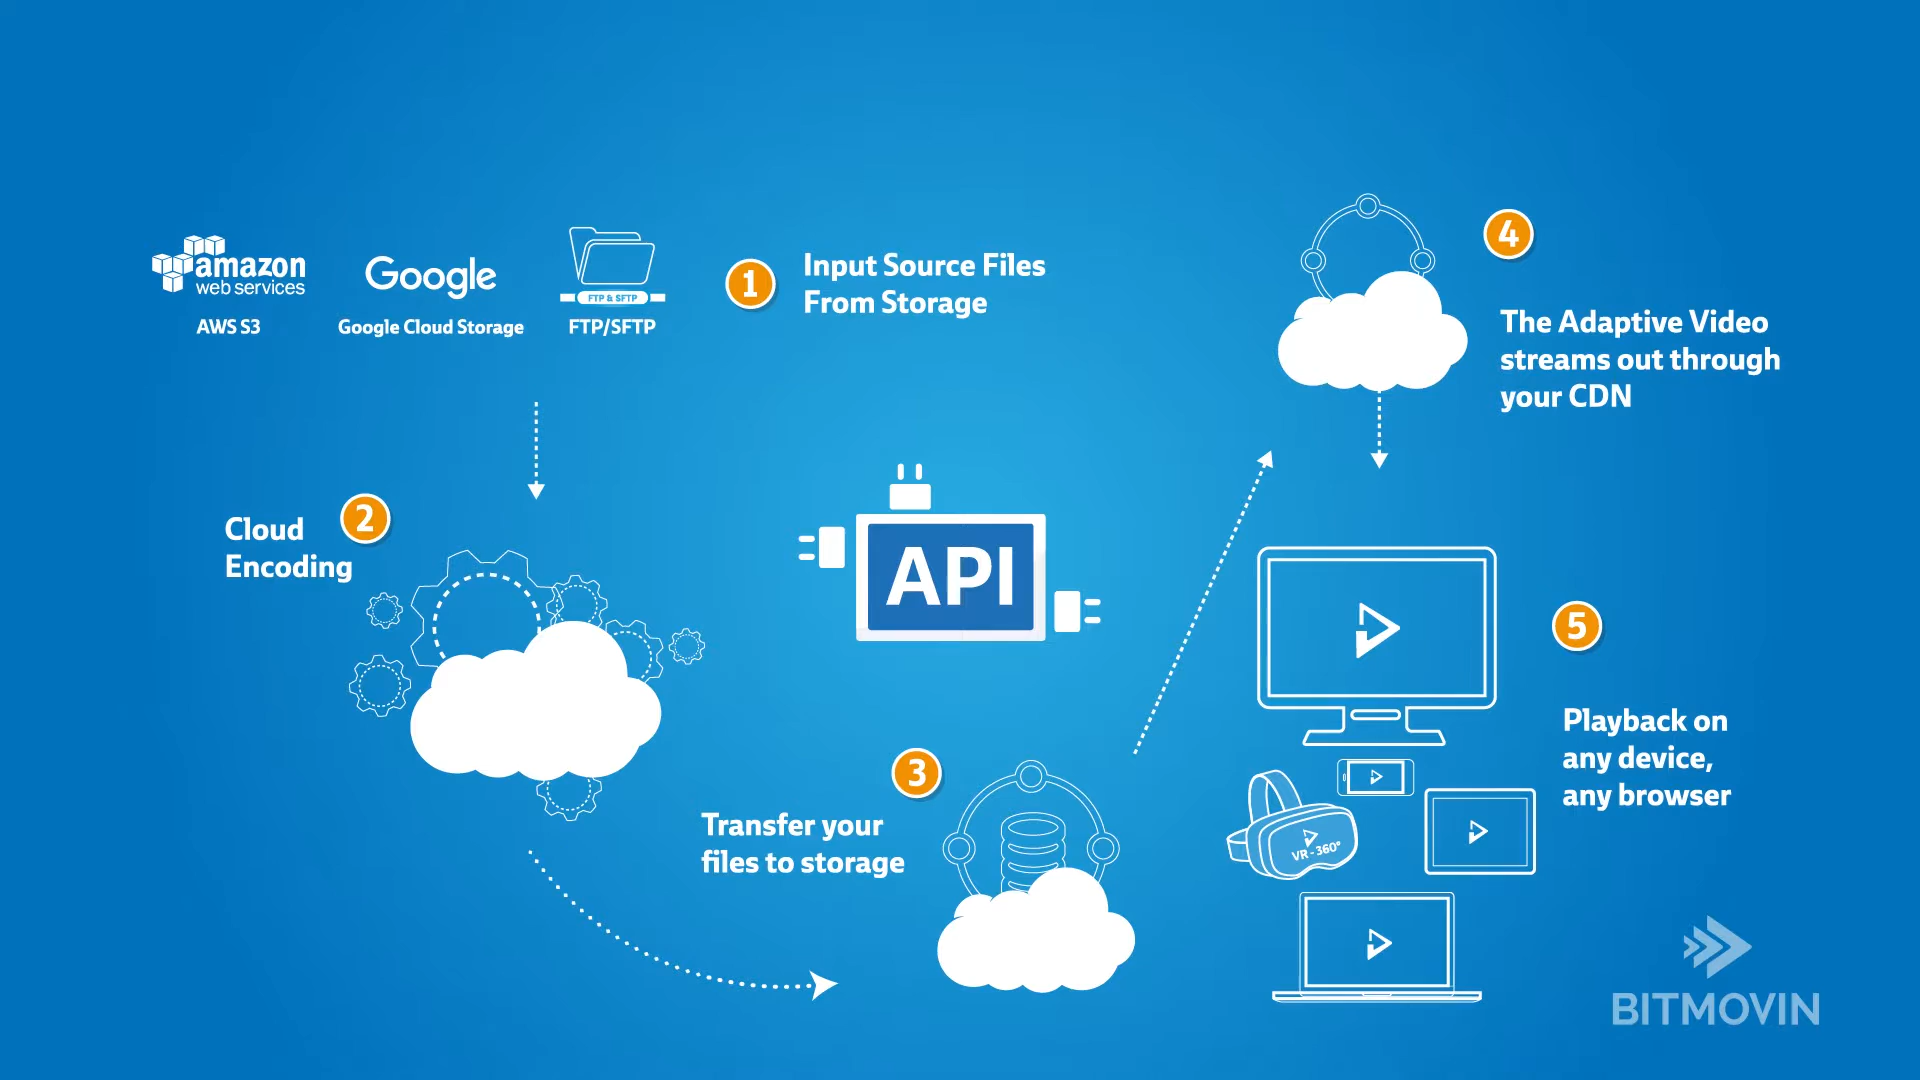 amazon
web services
AWS S3
Google
Google Cloud Storage
FTP & SFTP
FTP/SFTP
1
Input Source Files
From Storage
2
Cloud
Encoding
API
3
Transfer your
files to storage
4
The Adaptive Video
streams out through
your CDN
5
Playback on
any device,
any browser
VR-360°
BITMOVIN